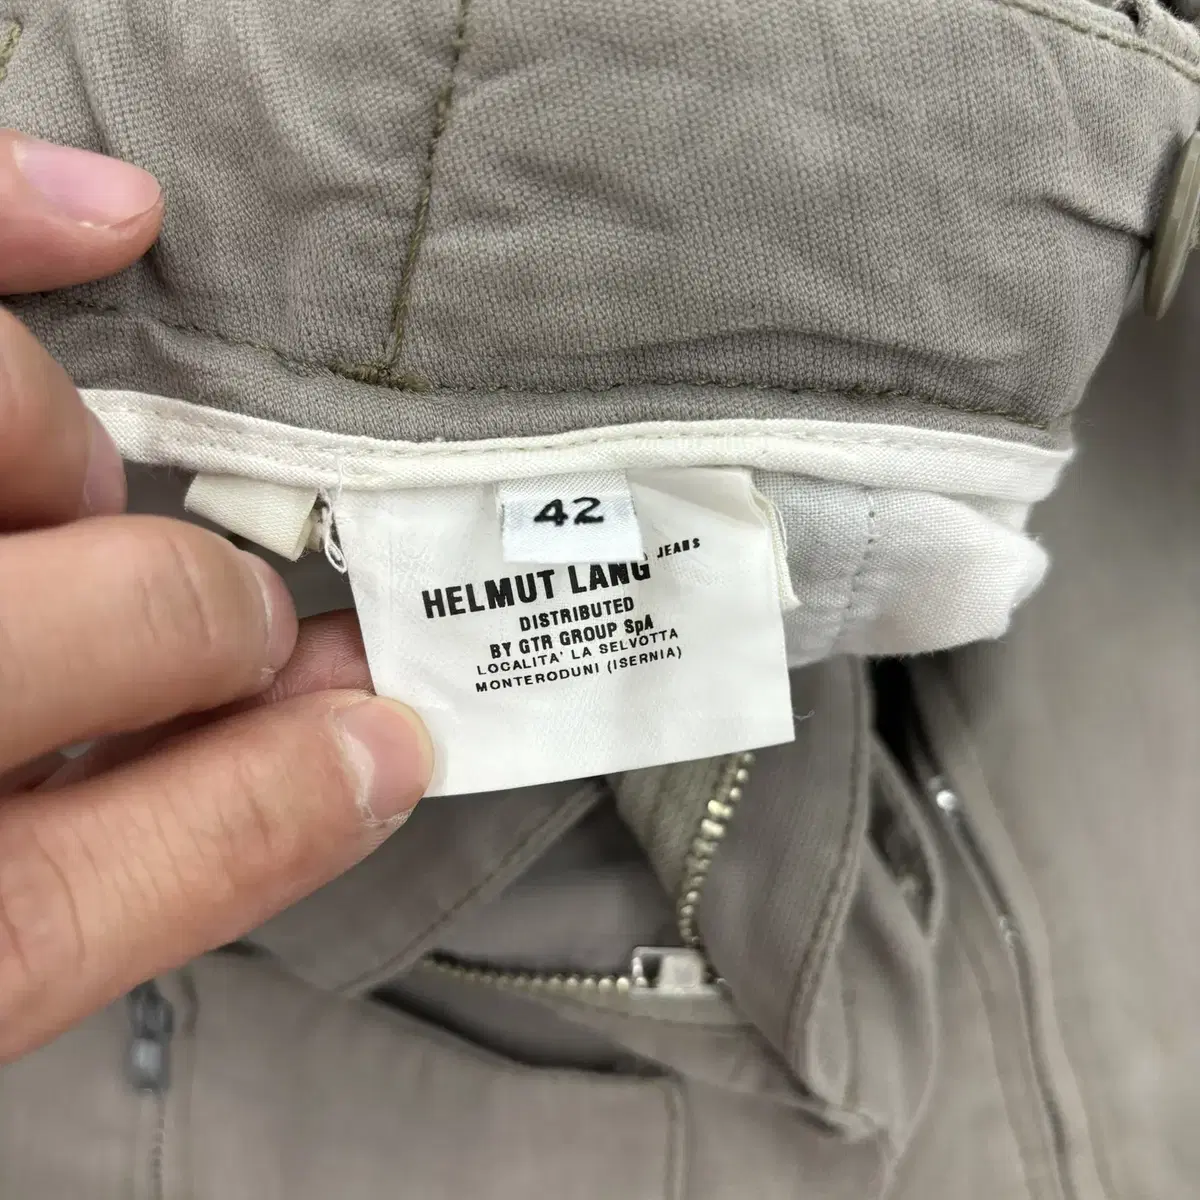 42
JEANS
HELMUT LANG
DISTRIBUTED
BY GTR GROUP SpA
LOCALITA' LA SELVOTTA
MONTERODUNI (ISERNIA)